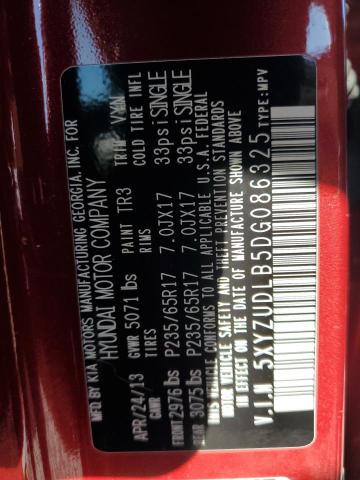 MFD BY KIA MOTORS MANUFACTURING GEORGIA, INC. FOR
HYUNDAI MOTOR COMPANY
APR/24/13 GVWR 5071 lbs PAINT TR3 TRIM
TIRES RIMS COLD TIRE INFL
FRONT 2976 lbs P235/65R17 7.0JX17 33psi SINGLE
3075 lbs P235/65R17 7.0JX17 33psi SINGLE
THIS VEHICLE CONFORMS TO ALL APPLICABLE U.S.A. FEDERAL
MOTOR VEHICLE SAFETY AND THEFT PREVENTION STANDARDS
IN EFFECT ON THE DATE OF MANUFACTURE SHOWN ABOVE
V.I.N 5XYZUDLB5DG086325 TYPE:MPV